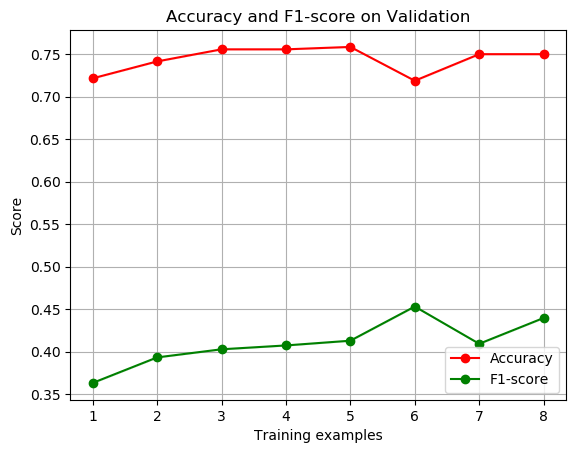 Accuracy and F1-score on Validation
Score
0.75
0.70
0.65
0.60
0.55
0.50
0.45
0.40
0.35
Accuracy
F1-score
1 2 3 4 5 6 7 8
Training examples